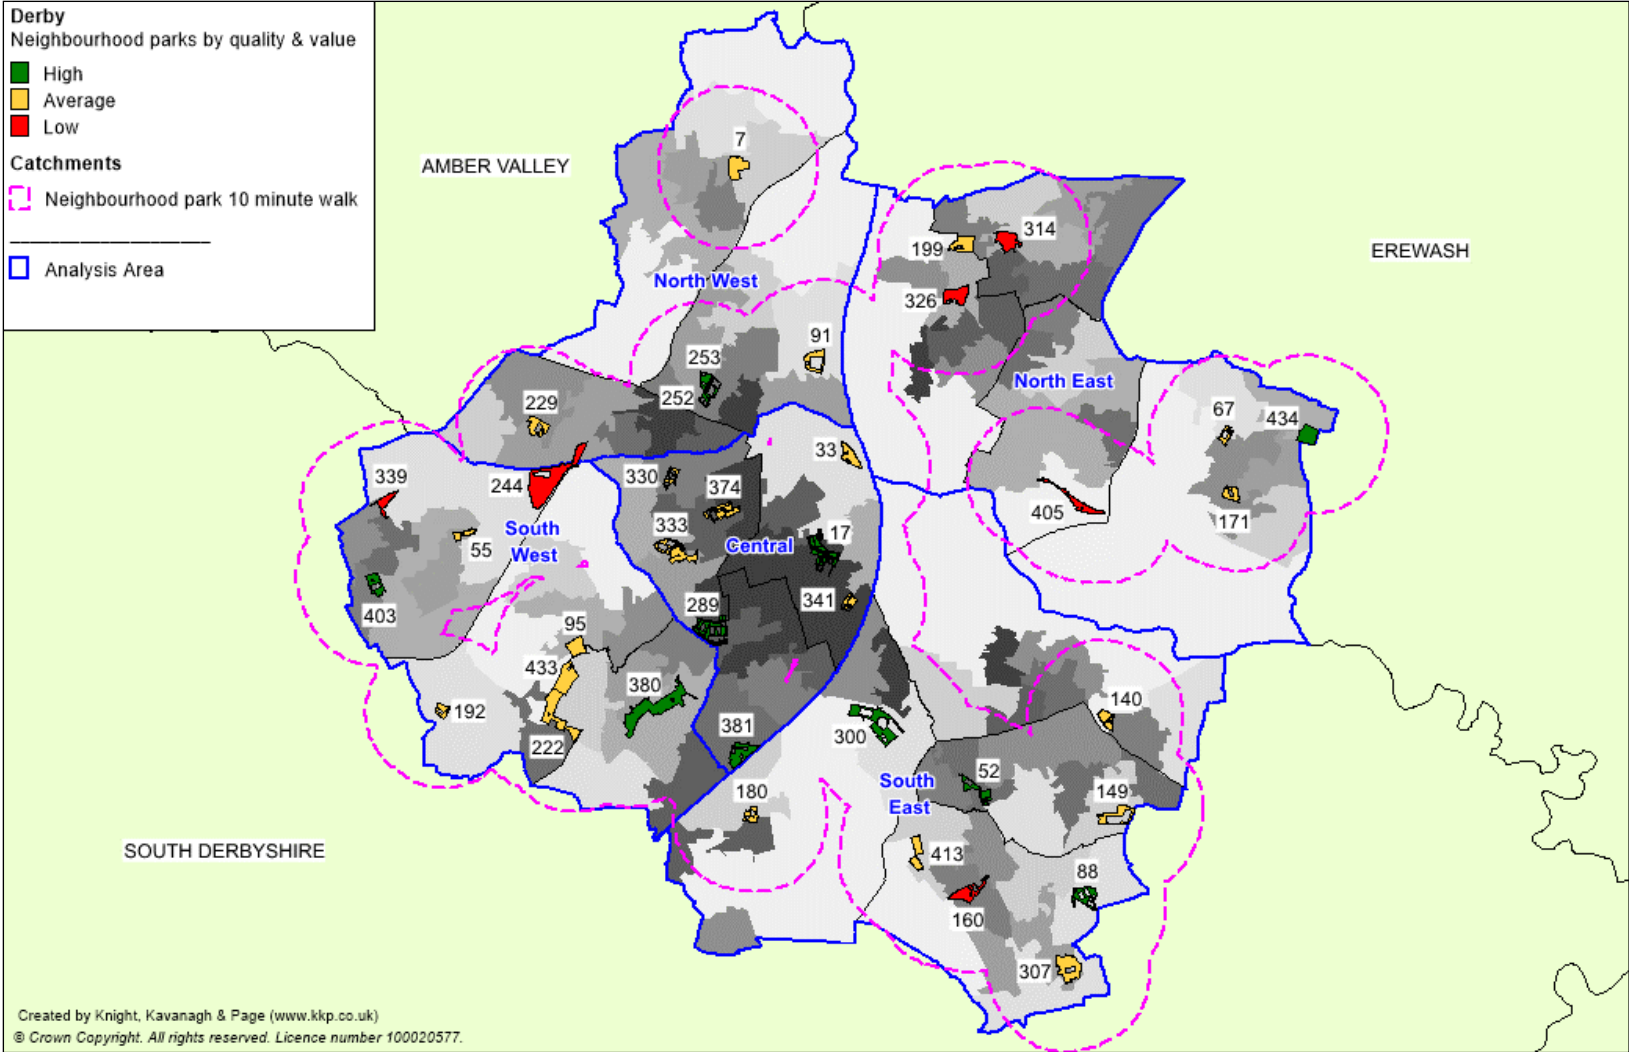 Derby
Neighbourhood parks by quality & value
High
Average
Low
Catchments
Neighbourhood park 10 minute walk
Analysis Area
AMBER VALLEY
EREWASH
SOUTH DERBYSHIRE
North West
North East
South
West
Central
South
East
7
199
314
326
91
253
252
229
67
434
33
339
244
330
374
405
171
333
17
55
403
289
341
95
433
380
192
222
381
300
140
52
180
149
413
88
160
307
Created by Knight, Kavanagh & Page (www.kkp.co.uk)
© Crown Copyright. All rights reserved. Licence number 100020577.